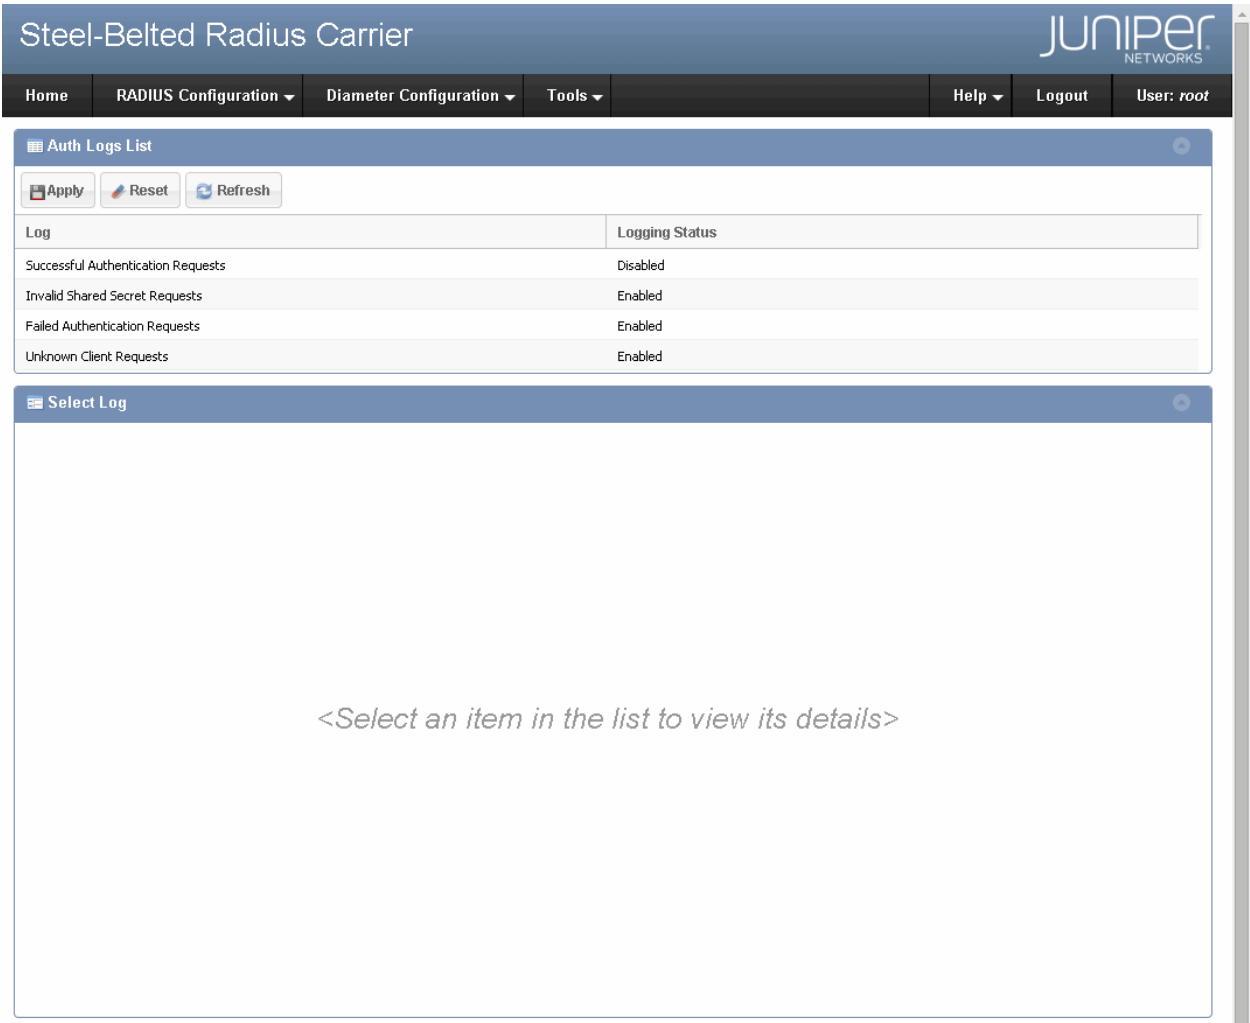 Steel-Belted Radius Carrier
JUNIPER
NETWORKS
Home RADIUS Configuration Diameter Configuration Tools Help Logout User: root
Auth Logs List
Apply Reset Refresh
Log Logging Status
Successful Authentication Requests Disabled
Invalid Shared Secret Requests Enabled
Failed Authentication Requests Enabled
Unknown Client Requests Enabled
Select Log
<Select an item in the list to view its details>